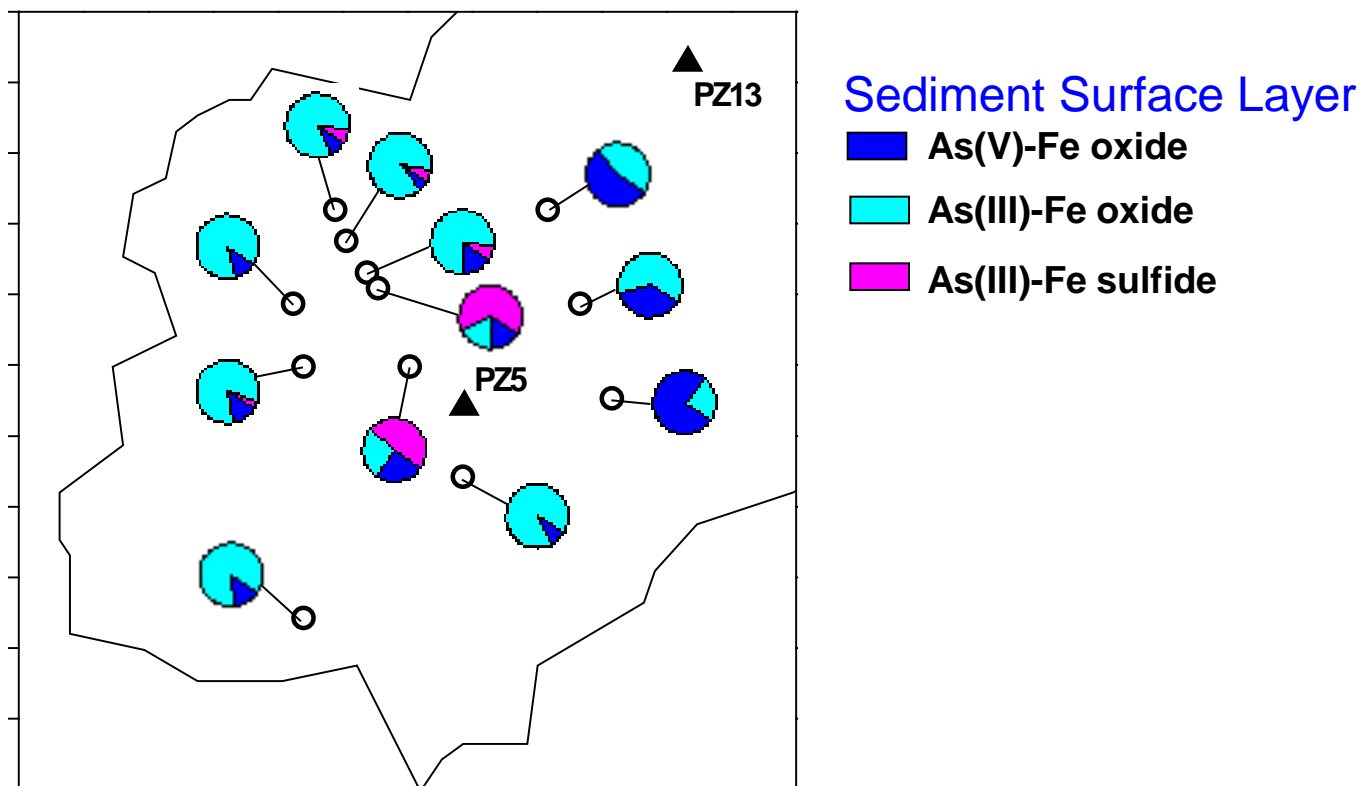 PZ13
Sediment Surface Layer
As(V)-Fe oxide
As(III)-Fe oxide
As(III)-Fe sulfide
PZ5